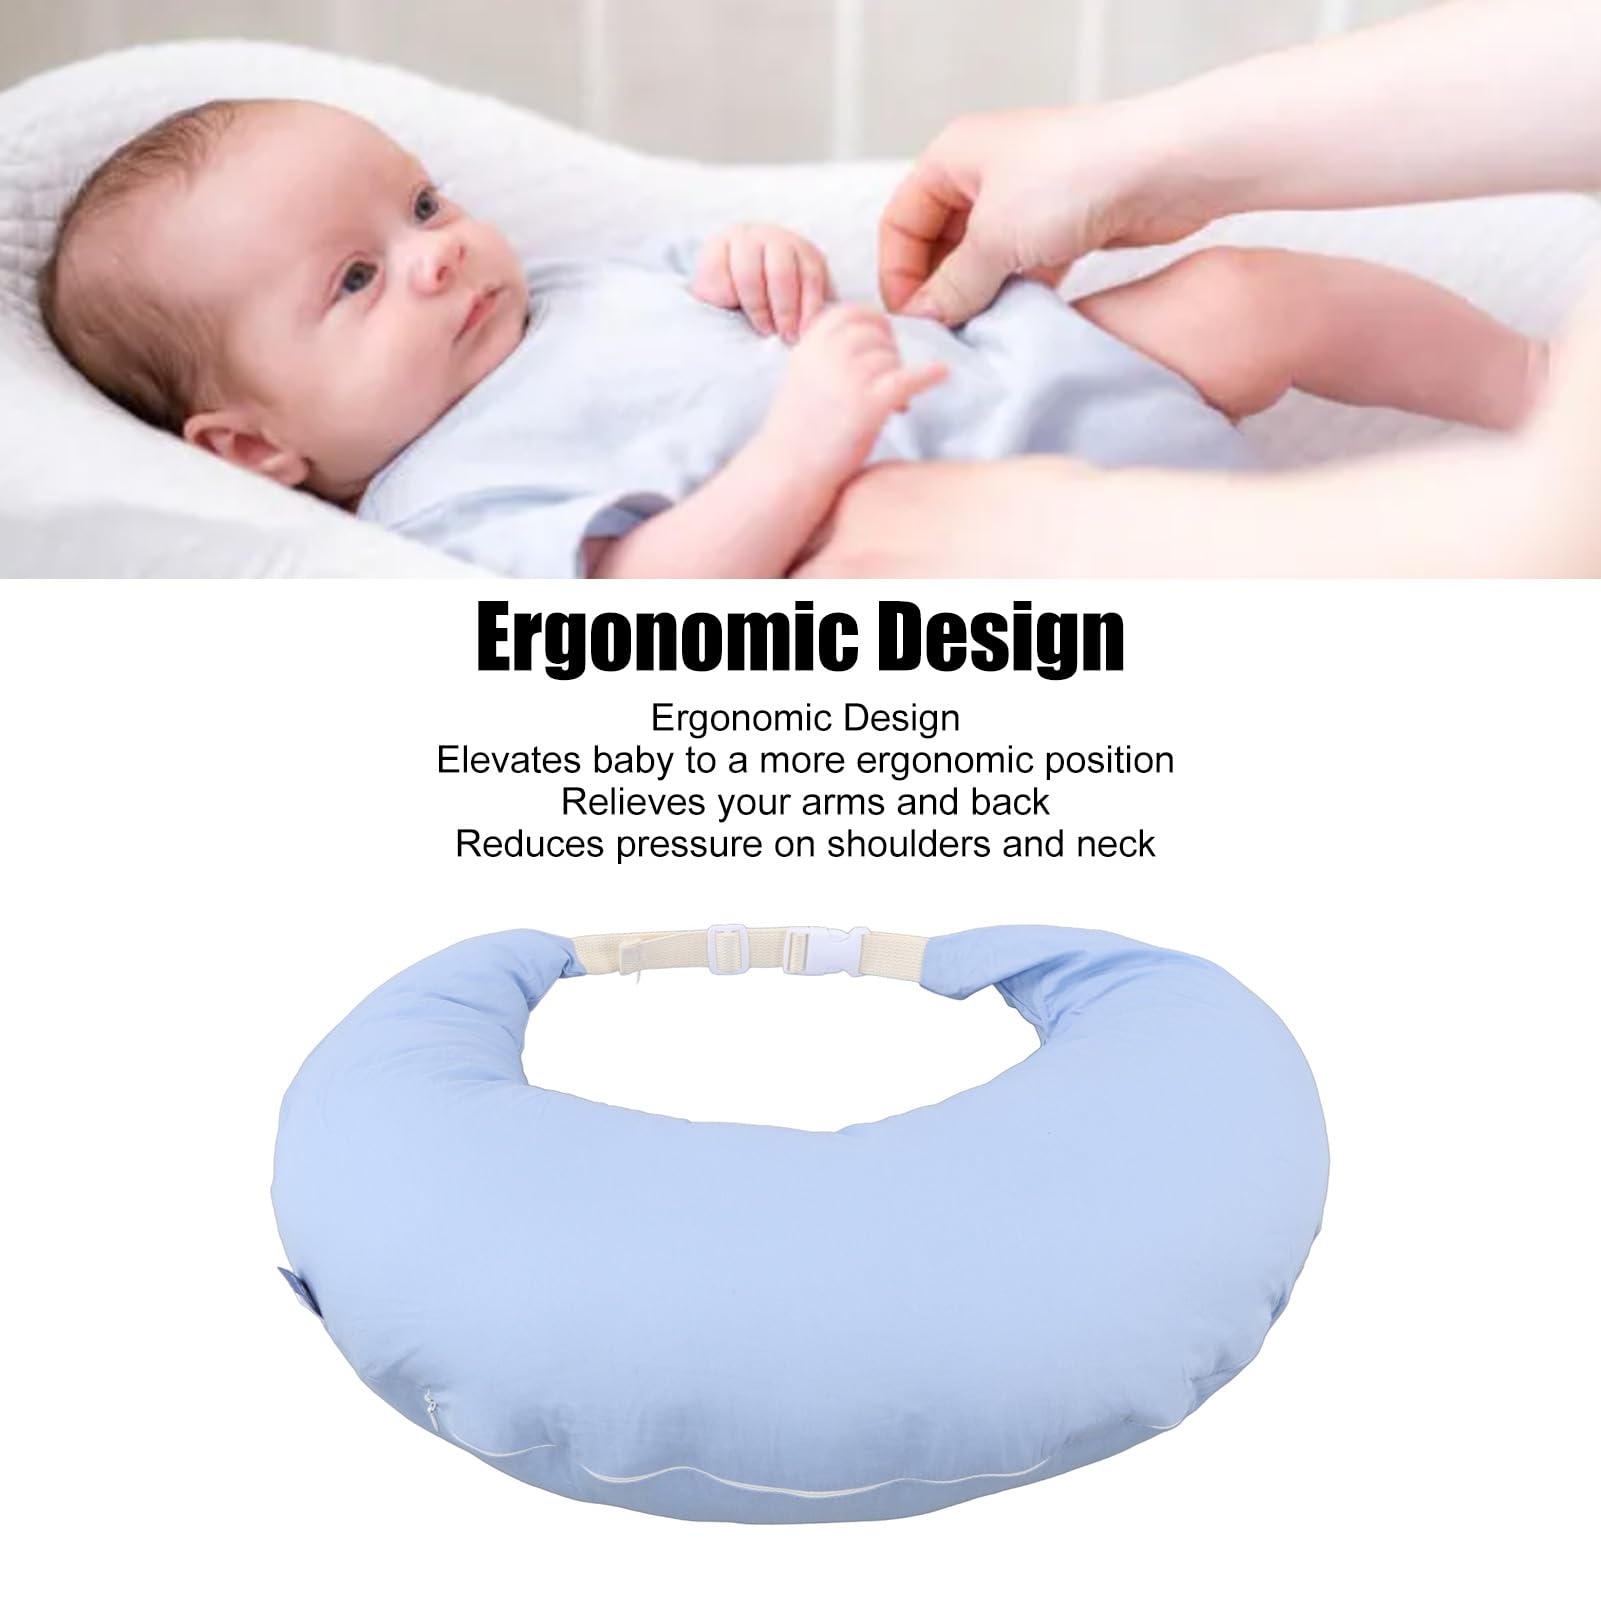 Ergonomic Design
Ergonomic Design
Elevates baby to a more ergonomic position
Relieves your arms and back
Reduces pressure on shoulders and neck